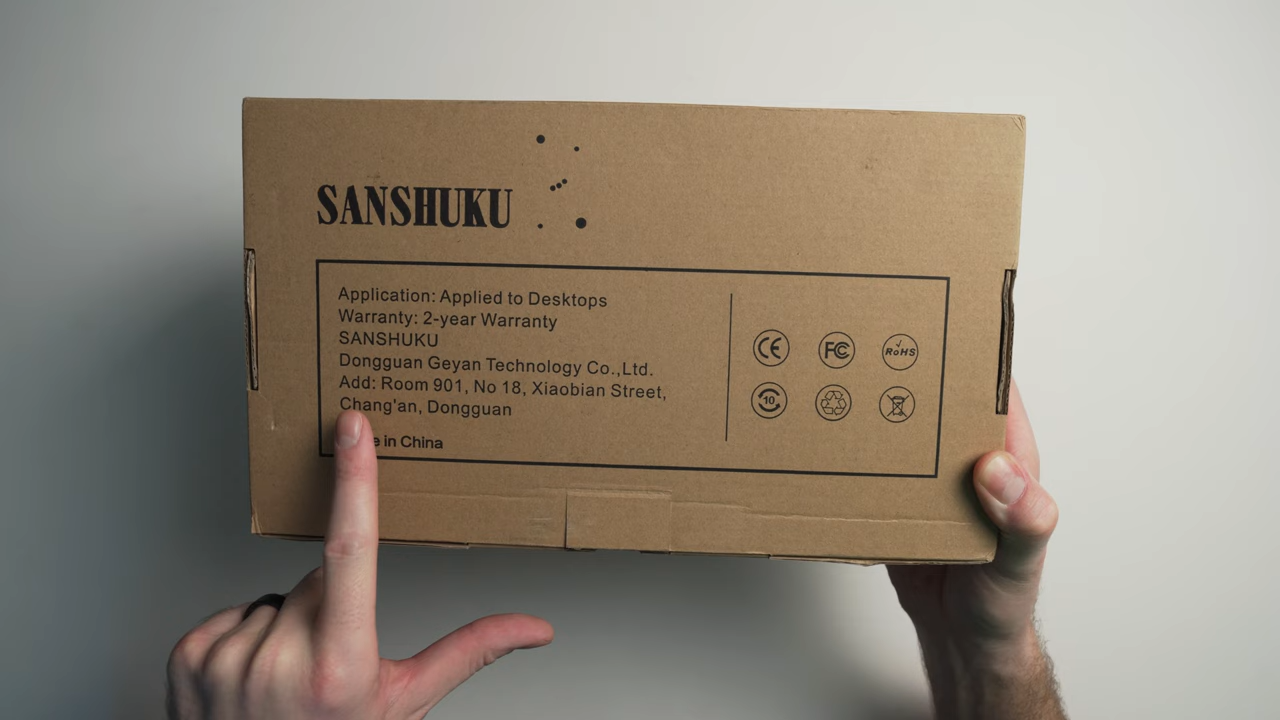 SANSHUKU
Application: Applied to Desktops
Warranty: 2-year Warranty
SANSHUKU
Dongguan Geyan Technology Co.,Ltd.
Add: Room 901, No 18, Xiaobian Street,
Chang'an, Dongguan
in China
CE FC RoHS
10